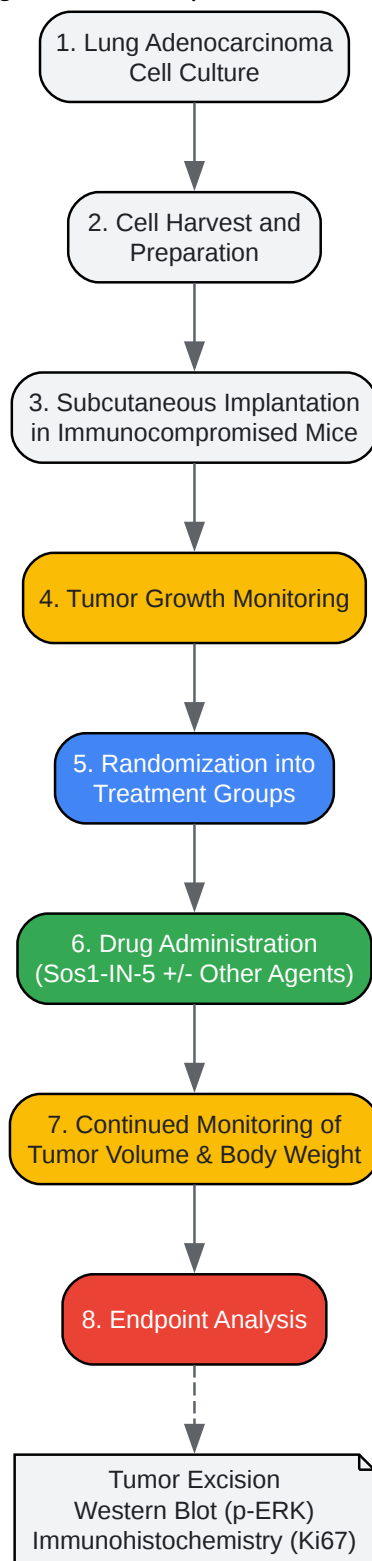 1. Lung Adenocarcinoma
Cell Culture
2. Cell Harvest and
Preparation
3. Subcutaneous Implantation
in Immunocompromised Mice
4. Tumor Growth Monitoring
5. Randomization into
Treatment Groups
6. Drug Administration
(Sos1-IN-5 +/- Other Agents)
7. Continued Monitoring of
Tumor Volume & Body Weight
8. Endpoint Analysis
Tumor Excision
Western Blot (p-ERK)
Immunohistochemistry (Ki67)